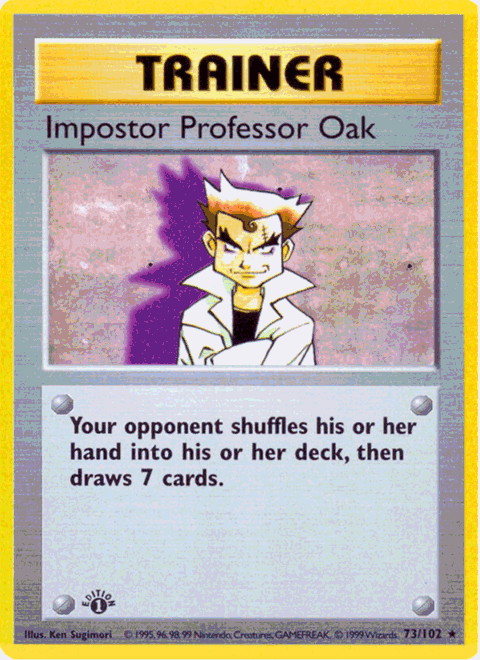 TRAINER
Impostor Professor Oak
Your opponent shuffles his or her
hand into his or her deck, then
draws 7 cards.
EDITION
1
Illus. Ken Sugimori © 1995, 96, 98, 99 Nintendo, Creatures, GAMEFREAK. © 1999 Wizards. 73/102 ★